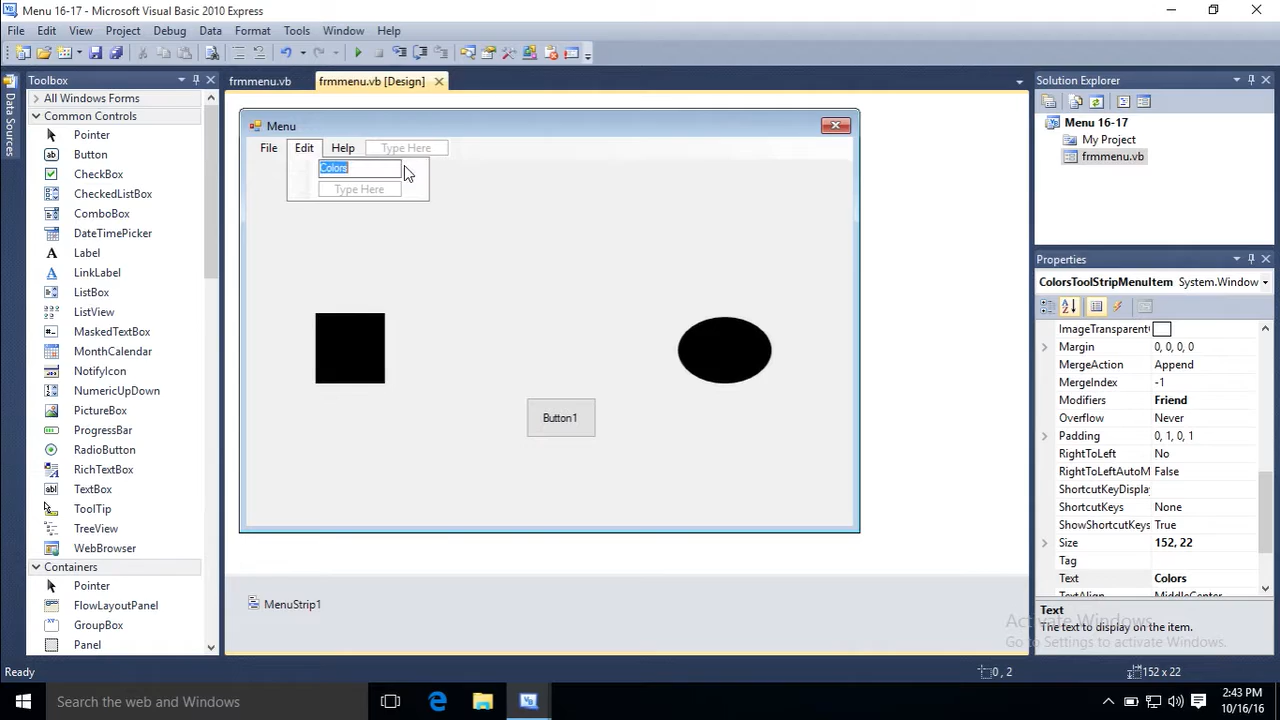 Menu 16-17 - Microsoft Visual Basic 2010 Express
File Edit View Project Debug Data Format Tools Window Help
Data Sources
Toolbox
All Windows Forms
Common Controls
Pointer
Button
CheckBox
CheckedListBox
ComboBox
DateTimePicker
Label
LinkLabel
ListBox
ListView
MaskedTextBox
MonthCalendar
NotifyIcon
NumericUpDown
PictureBox
ProgressBar
RadioButton
RichTextBox
TextBox
ToolTip
TreeView
WebBrowser
Containers
Pointer
FlowLayoutPanel
GroupBox
Panel
frmmenu.vb frmmenu.vb [Design]
Menu
File Edit Help Type Here
Colors
Type Here
Button1
MenuStrip1
Solution Explorer
Menu 16-17
My Project
frmmenu.vb
Properties
ColorsToolStripMenuItem System.Window
ImageTransparent
Margin 0, 0, 0, 0
MergeAction Append
MergeIndex -1
Modifiers Friend
Overflow Never
Padding 0, 1, 0, 1
RightToLeft No
RightToLeftAutoM False
ShortcutKeyDisplay
ShortcutKeys None
ShowShortcutKeys True
Size 152, 22
Tag
Text Colors
TextAlign MiddleCenter
Text
The text to display on the item.
Activate Windows
Go to Settings to activate Windows.
Ready 0 , 2 152 x 22
Search the web and Windows
2:43 PM
10/16/16